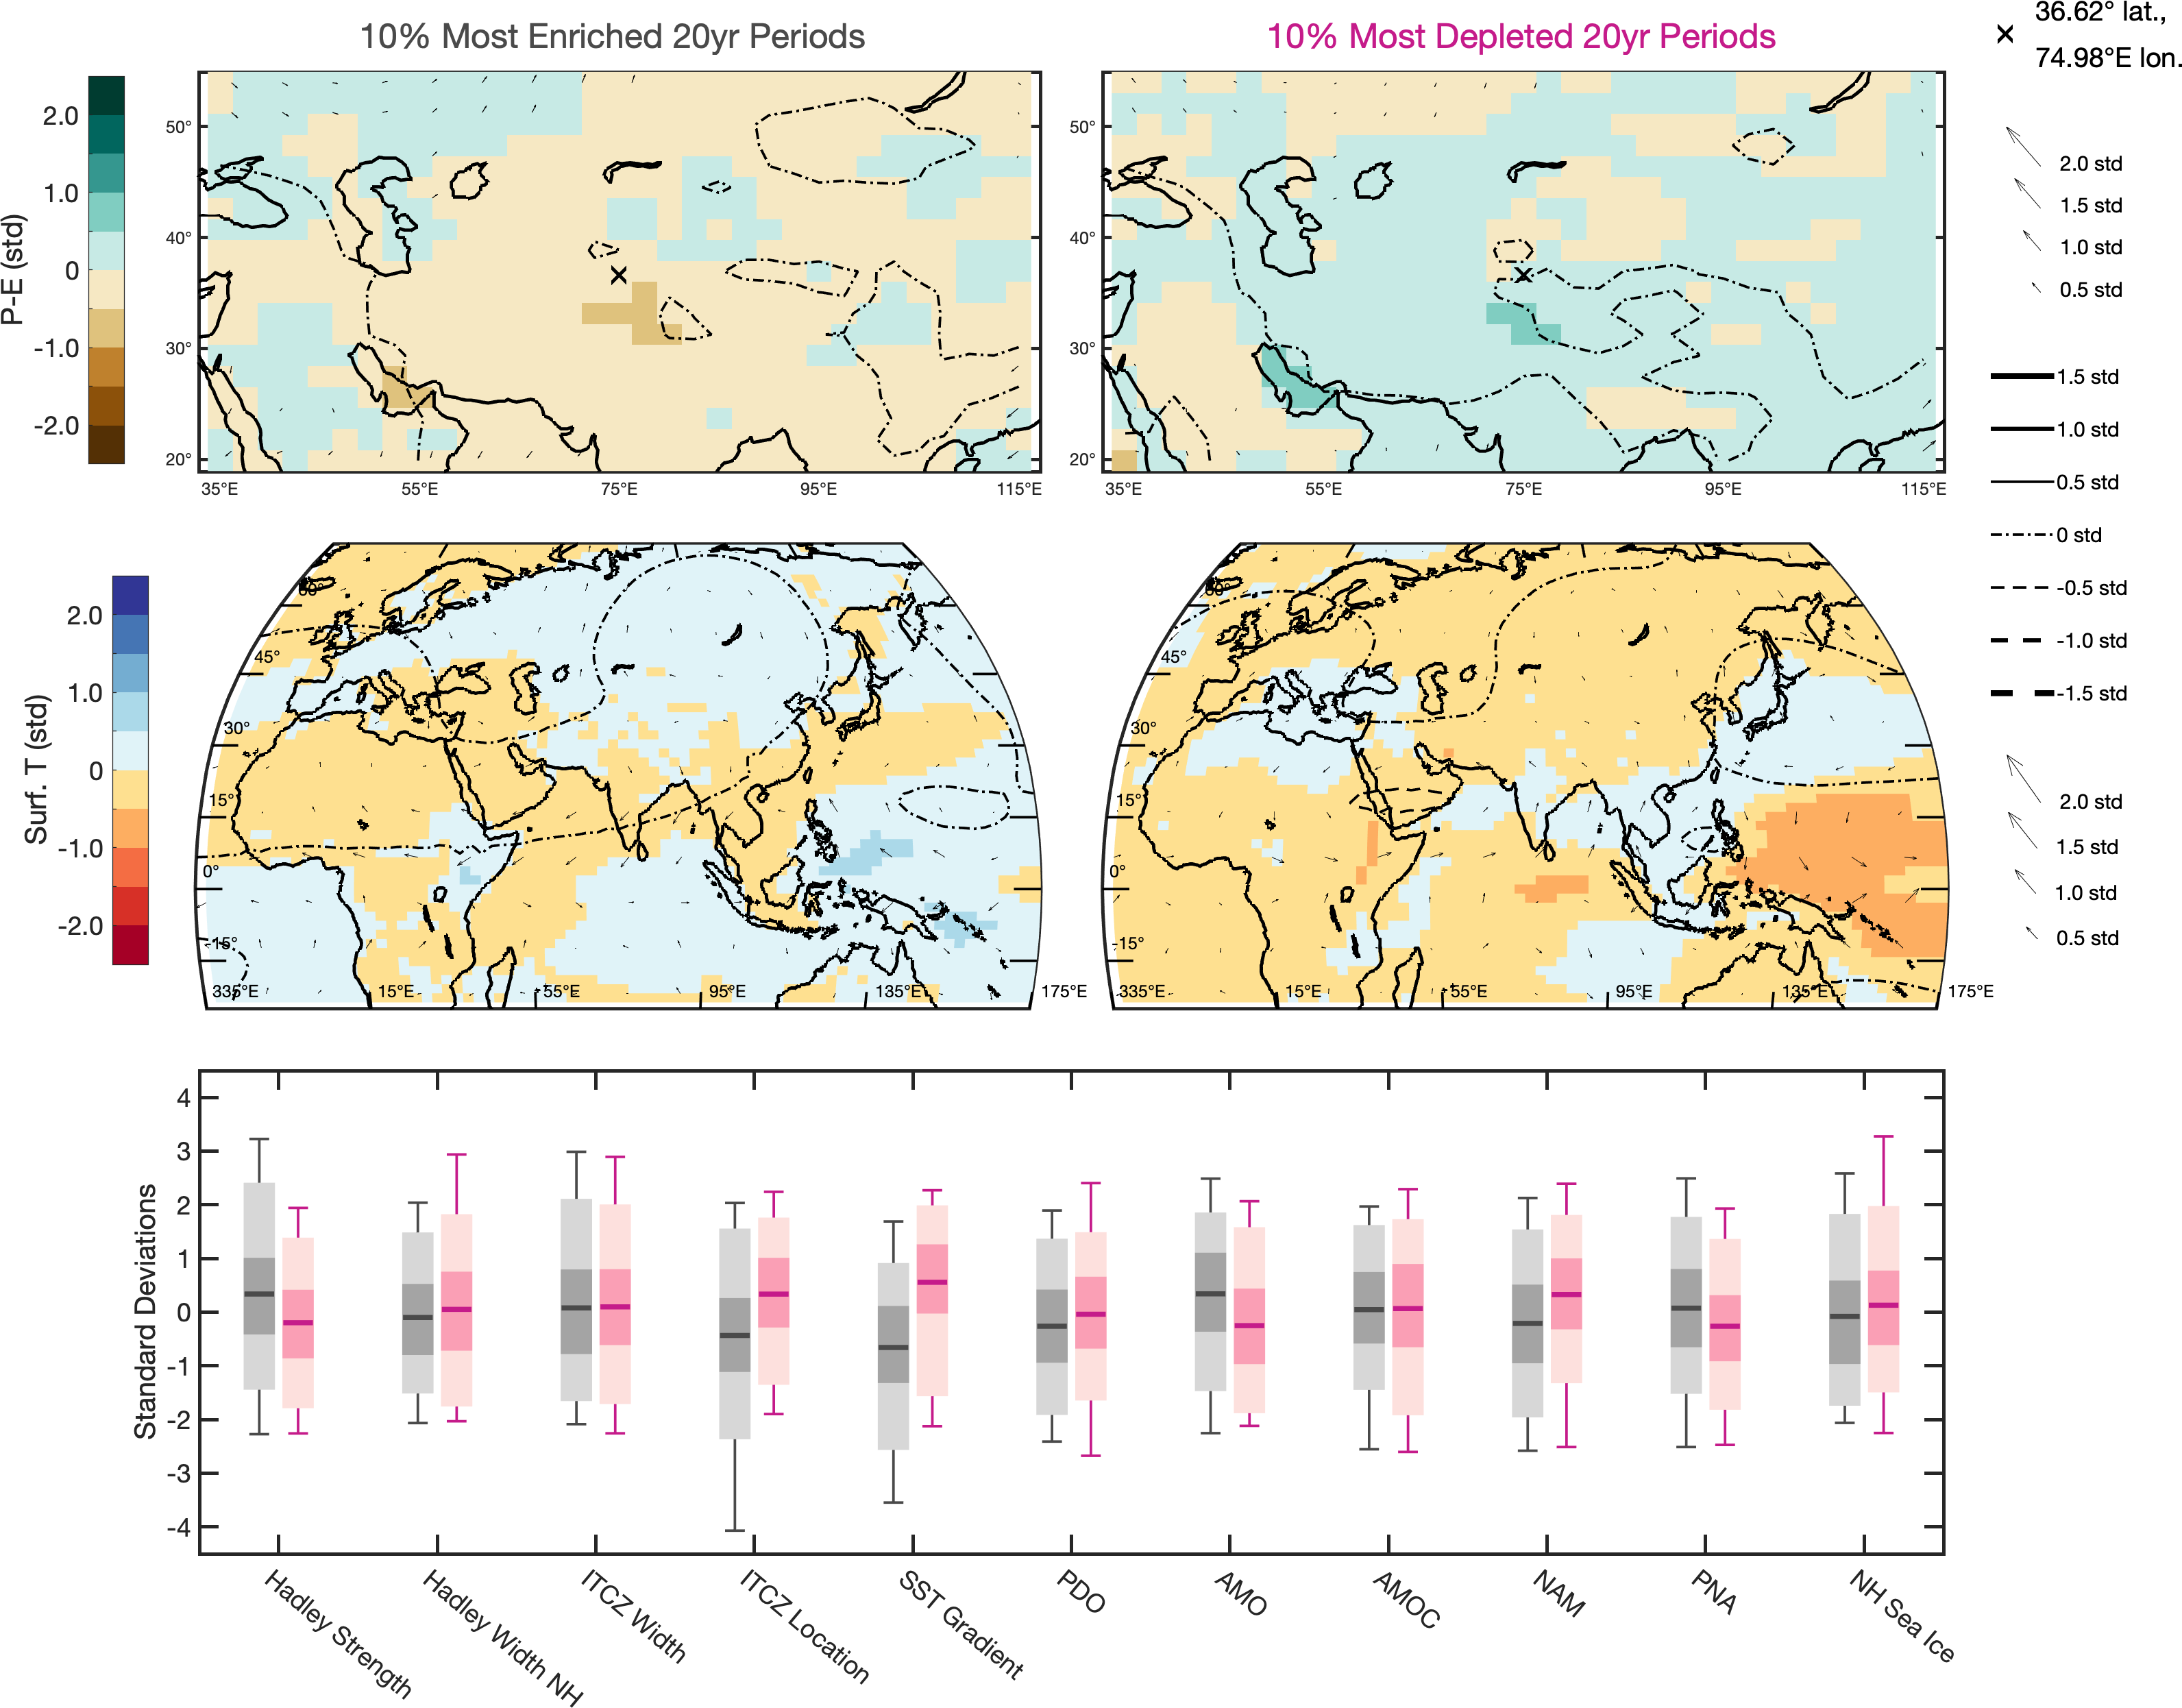 10% Most Enriched 20yr Periods
10% Most Depleted 20yr Periods
36.62° lat.,
74.98°E lon.
P-E (std)
2.0
1.0
0
-1.0
-2.0
50°
40°
30°
20°
35°E 55°E 75°E 95°E 115°E
50°
40°
30°
20°
35°E 55°E 75°E 95°E 115°E
2.0 std
1.5 std
1.0 std
0.5 std
1.5 std
1.0 std
0.5 std
0 std
-0.5 std
-1.0 std
-1.5 std
Surf. T (std)
2.0
1.0
0
-1.0
-2.0
60°
45°
30°
15°
0°
-15°
335°E 15°E 55°E 95°E 135°E 175°E
60°
45°
30°
15°
0°
-15°
335°E 15°E 55°E 95°E 135°E 175°E
2.0 std
1.5 std
1.0 std
0.5 std
Standard Deviations
4
3
2
1
0
-1
-2
-3
-4
Hadley Strength
Hadley Width NH
ITCZ Width
ITCZ Location
SST Gradient
PDO
AMO
AMOC
NAM
PNA
NH Sea Ice